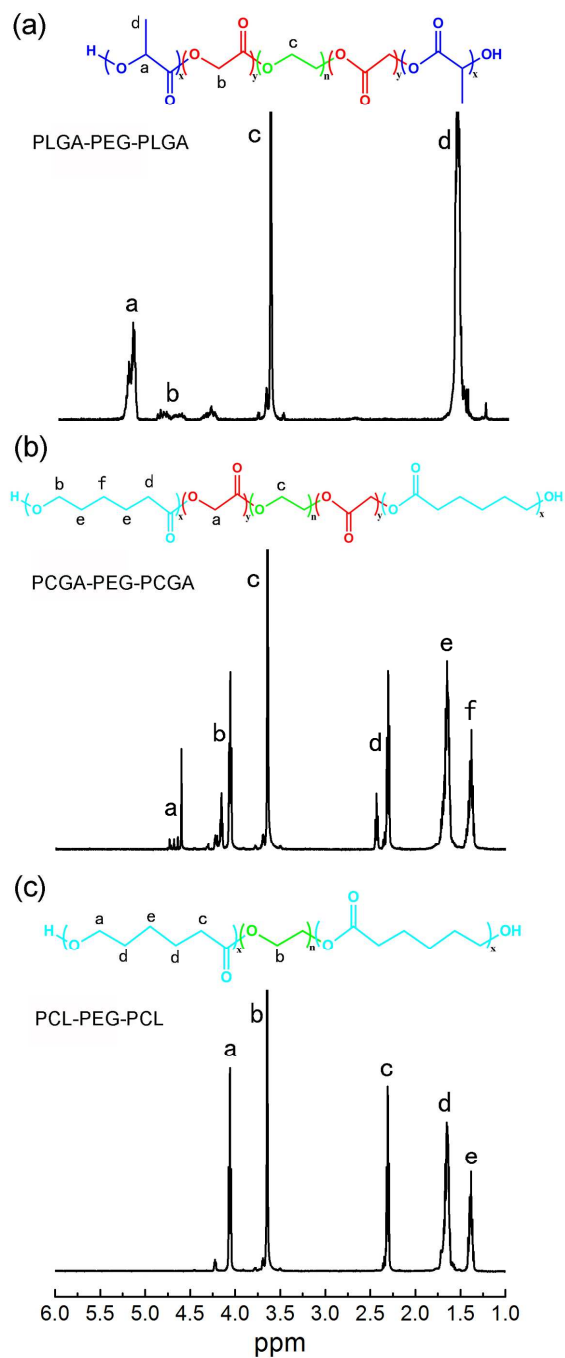 (a)
d
O
O
c
O
O
H
O
a
x
O
b
y
O
n
O
y
O
x
OH
O
O
PLGA-PEG-PLGA
c
d
a
b
(b)
b
f
d
O
c
O
O
H
O
e
e
x
O
a
y
O
n
O
y
O
x
OH
O
O
PCGA-PEG-PCGA
c
e
b
d
f
a
(c)
a
e
c
O
H
O
d
d
x
O
b
n
O
x
OH
O
PCL-PEG-PCL
b
a
c
d
e
6.0 5.5 5.0 4.5 4.0 3.5 3.0 2.5 2.0 1.5 1.0
ppm